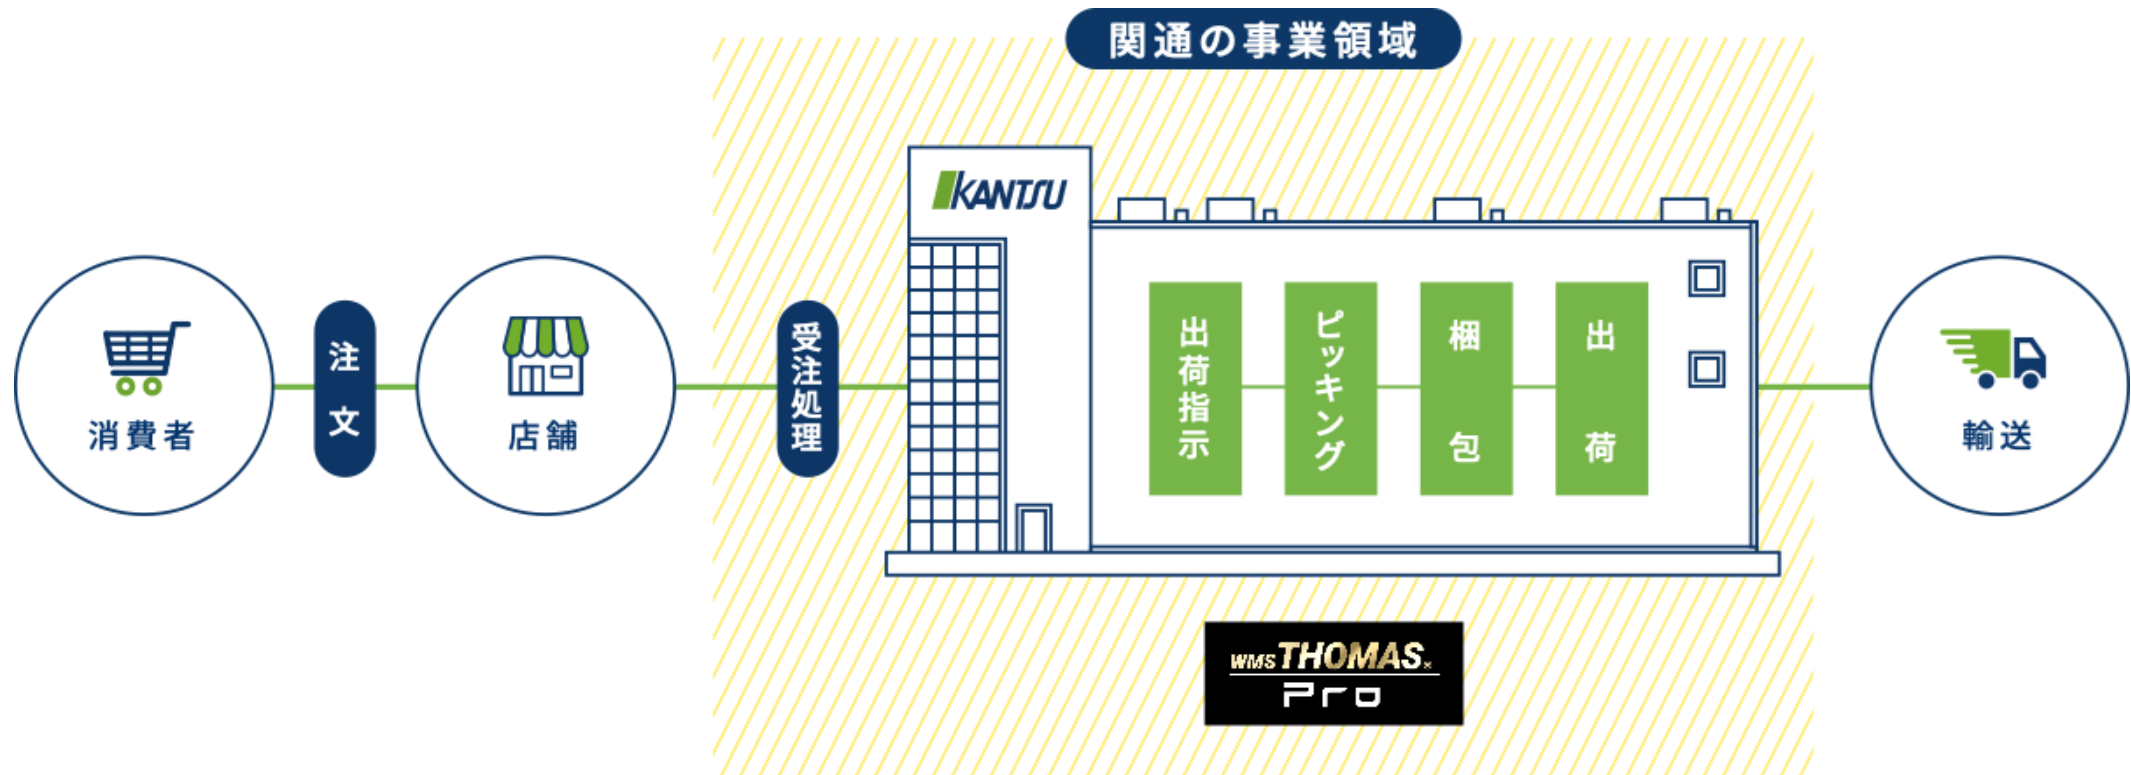 関通の事業領域
KANTSU
消費者
注文
店舗
受注処理
出荷指示
ピッキング
梱包
出荷
輸送
WMS THOMAS
Pro